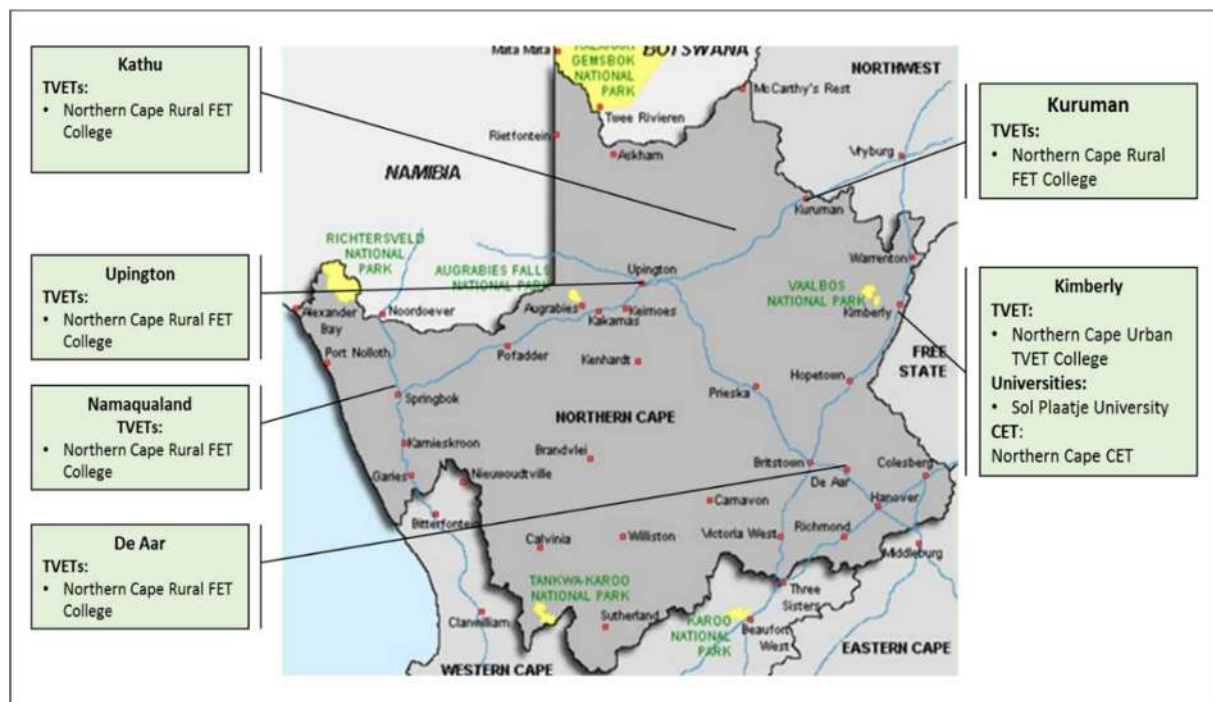 Kathu
TVETs:
• Northern Cape Rural FET
College
Upington
TVETs:
• Northern Cape Rural FET
College
Namaqualand
TVETs:
• Northern Cape Rural FET
College
De Aar
TVETs:
• Northern Cape Rural FET
College
Mata Mata
GEMSBOK
NATIONAL
PARK
BOTSWANA
NORTHWEST
McCarthy's Rest
Twee Rivieren
Rietfontein
Askham
Vryburg
NAMIBIA
Kuruman
RICHTERSVELD
NATIONAL
PARK
AUGRABIES FALLS
NATIONAL PARK
Upington
Warrenton
VAALBOS
NATIONAL PARK
Alexander
Bay
Noordoever
Augrabies
Kakamas
Keimoes
Kimberly
Port Nolloth
Pofadder
Kenhardt
FREE
STATE
Springbok
Prieska
Hopetown
NORTHERN CAPE
Kamieskroon
Brandvlei
Britstown
Colesberg
Garies
Nieuwoudtville
De Aar
Hanover
Bitterfontein
Carnavon
Calvinia
Williston
Victoria West
Richmond
Middleburg
TANKWA-KAROO
NATIONAL PARK
Three
Sisters
Clanwilliam
Sutherland
KAROO
NATIONAL
PARK
Beaufort
West
EASTERN CAPE
WESTERN CAPE
Kuruman
TVETs:
• Northern Cape Rural
FET College
Kimberly
TVET:
• Northern Cape Urban
TVET College
Universities:
• Sol Plaatje University
CET:
Northern Cape CET